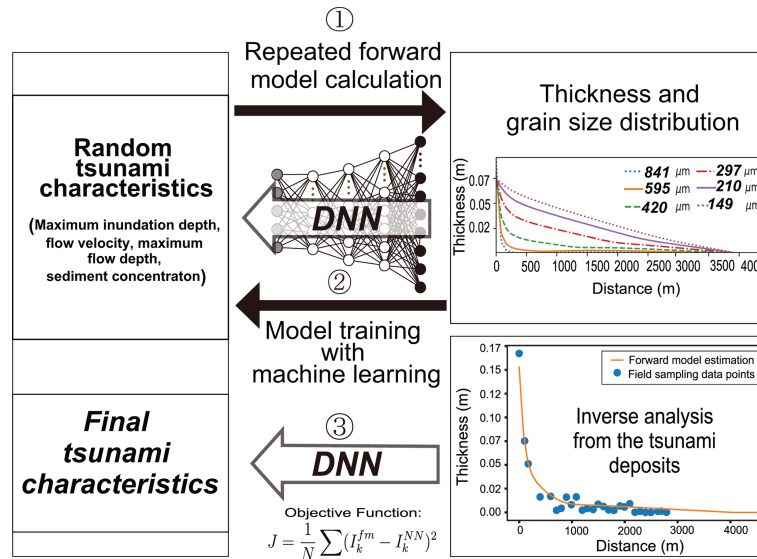 ①
Repeated forward
model calculation
Random
tsunami
characteristics
(Maximum inundation depth,
flow velocity, maximum
flow depth,
sediment concentraton)
DNN
②
Model training
with
machine learning
Thickness and
grain size distribution
Thickness (m)
0.07
0.05
0.02
841 μm
595 μm
420 μm
297 μm
210 μm
149 μm
0 500 1000 1500 2000 2500 3000 3500 400
Distance (m)
Final
tsunami
characteristics
③
DNN
Objective Function:
J = 1/N ∑(I_k^{fm} − I_k^{NN})^2
Thickness (m)
0.17
0.15
0.07
0.05
0.02
0.00
Forward model estimation
Field sampling data points
Inverse analysis
from the tsunami
deposits
0 1000 2000 3000 400
Distance (m)